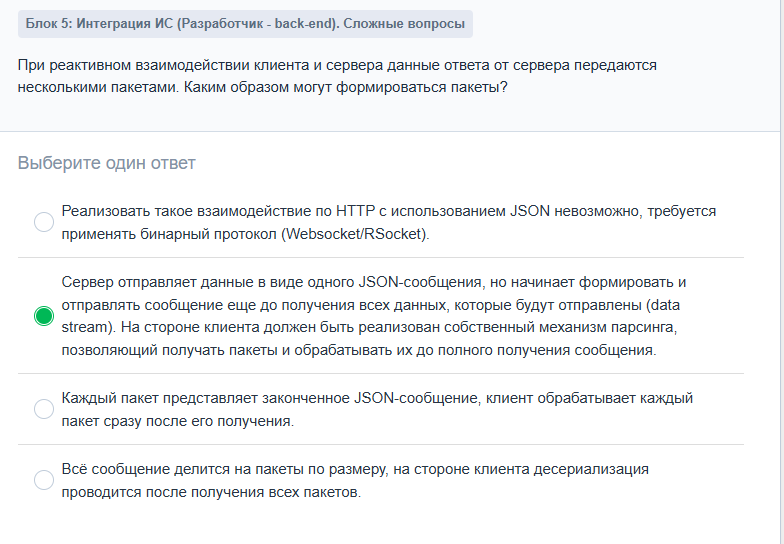 Блок 5: Интеграция ИС (Разработчик - back-end). Сложные вопросы
При реактивном взаимодействии клиента и сервера данные ответа от сервера передаются
несколькими пакетами. Каким образом могут формироваться пакеты?
Выберите один ответ
Реализовать такое взаимодействие по HTTP с использованием JSON невозможно, требуется
применять бинарный протокол (Websocket/RSocket).
Сервер отправляет данные в виде одного JSON-сообщения, но начинает формировать и
отправлять сообщение еще до получения всех данных, которые будут отправлены (data
stream). На стороне клиента должен быть реализован собственный механизм парсинга,
позволяющий получать пакеты и обрабатывать их до полного получения сообщения.
Каждый пакет представляет законченное JSON-сообщение, клиент обрабатывает каждый
пакет сразу после его получения.
Всё сообщение делится на пакеты по размеру, на стороне клиента десериализация
проводится после получения всех пакетов.